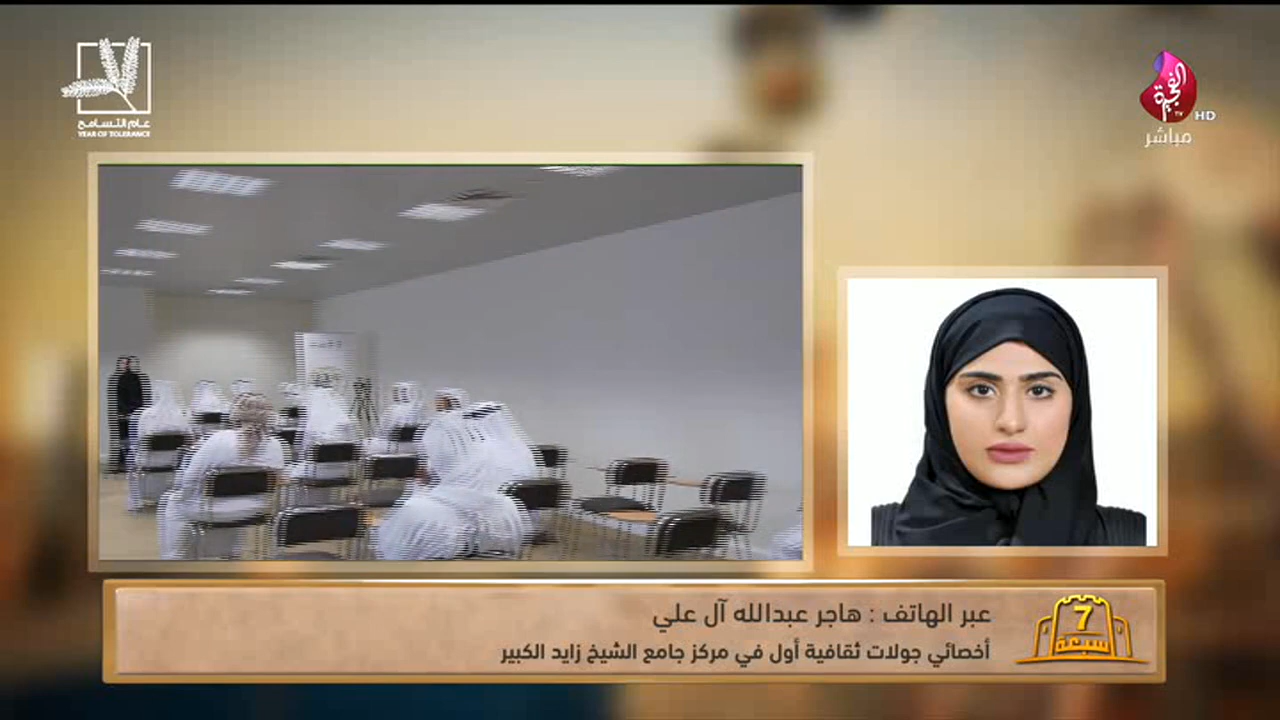 عام التسامح
YEAR OF TOLERANCE
الفجيرة
TV
HD
مباشر
عبر الهاتف : هاجر عبدالله آل علي
أخصائي جولات ثقافية أول في مركز جامع الشيخ زايد الكبير
7
سبعة